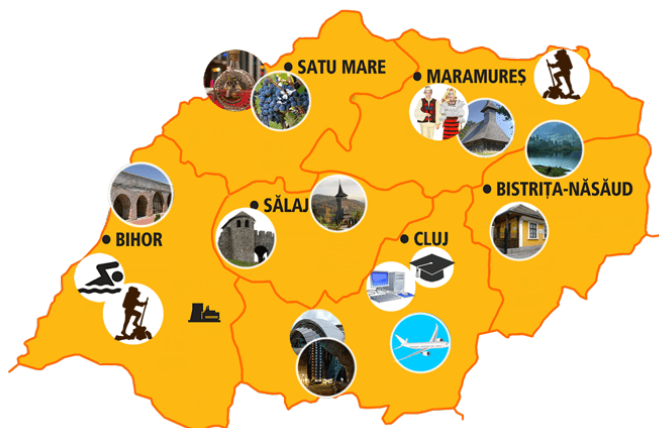 SATU MARE
MARAMUREȘ
BISTRIȚA-NĂSĂUD
SĂLAJ
BIHOR
CLUJ